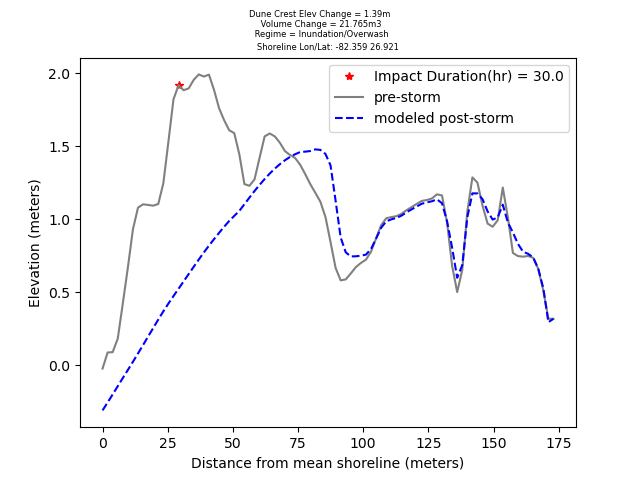 Dune Crest Elev Change = 1.39m
Volume Change = 21.765m3
Regime = Inundation/Overwash
Shoreline Lon/Lat: -82.359 26.921
Impact Duration(hr) = 30.0
pre-storm
modeled post-storm
Elevation (meters)
2.0
1.5
1.0
0.5
0.0
0 25 50 75 100 125 150 175
Distance from mean shoreline (meters)